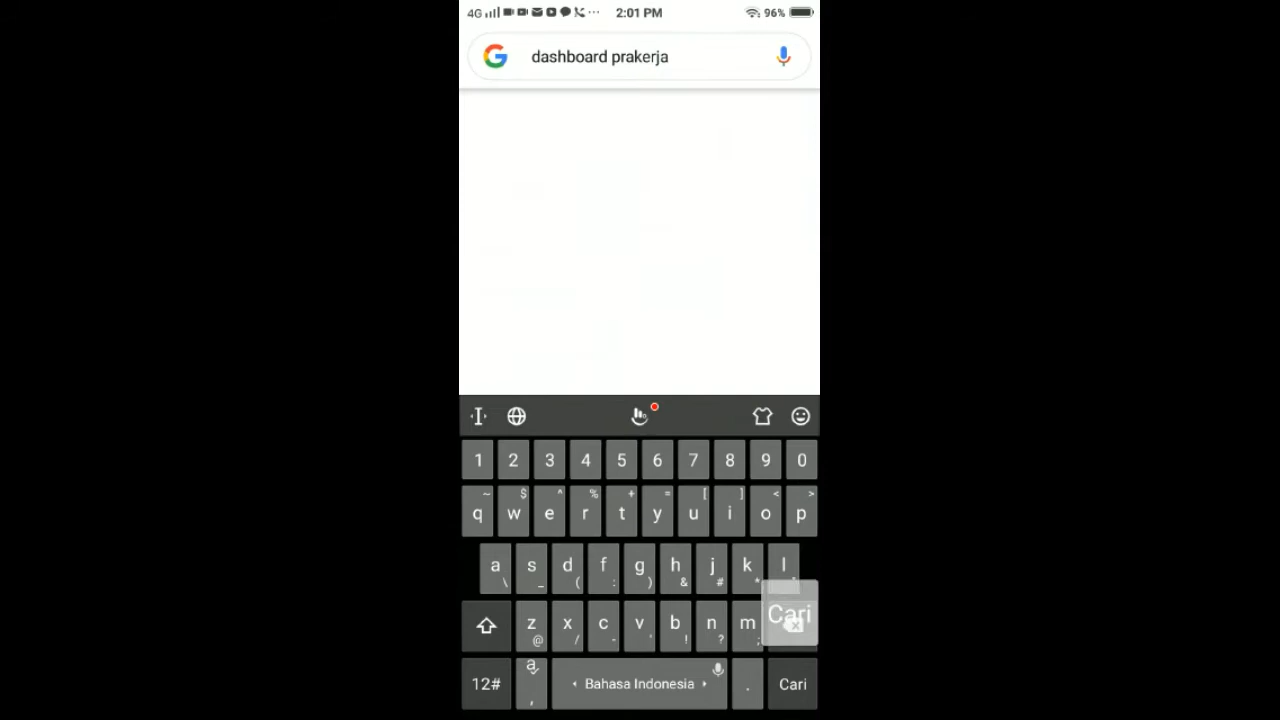 4G 2:01 PM 96%
dashboard prakerja
1 2 3 4 5 6 7 8 9 0
~ $ ^ % + = [ ] < >
q w e r t y u i o p
a s d f g h j k l
\ _ ( : ) & # *
Cari
z x c v b n m
@ / - ' ! ? ;
12# a , Bahasa Indonesia . Cari